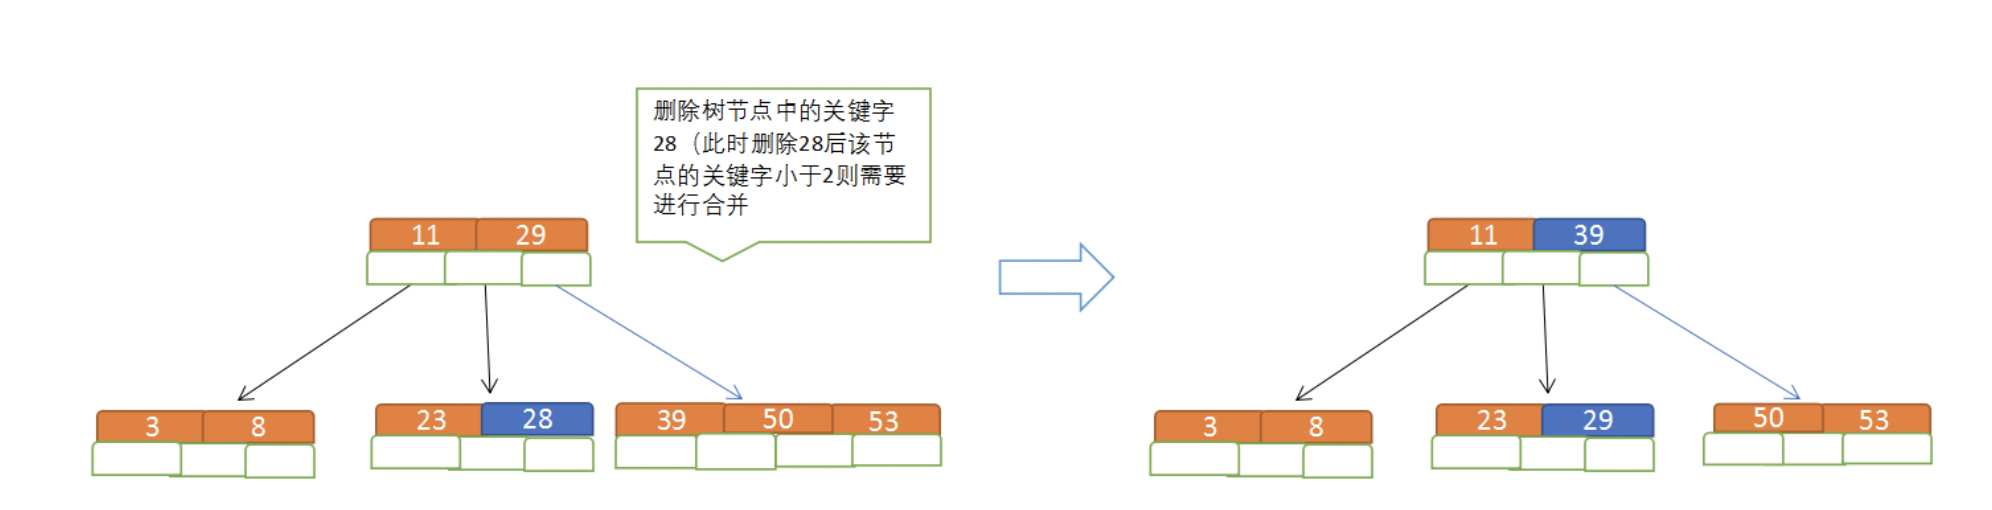 删除树节点中的关键字
28（此时删除28后该节
点的关键字小于2则需要
进行合并
11 29
3 8
23 28
39 50 53
11 39
3 8
23 29
50 53